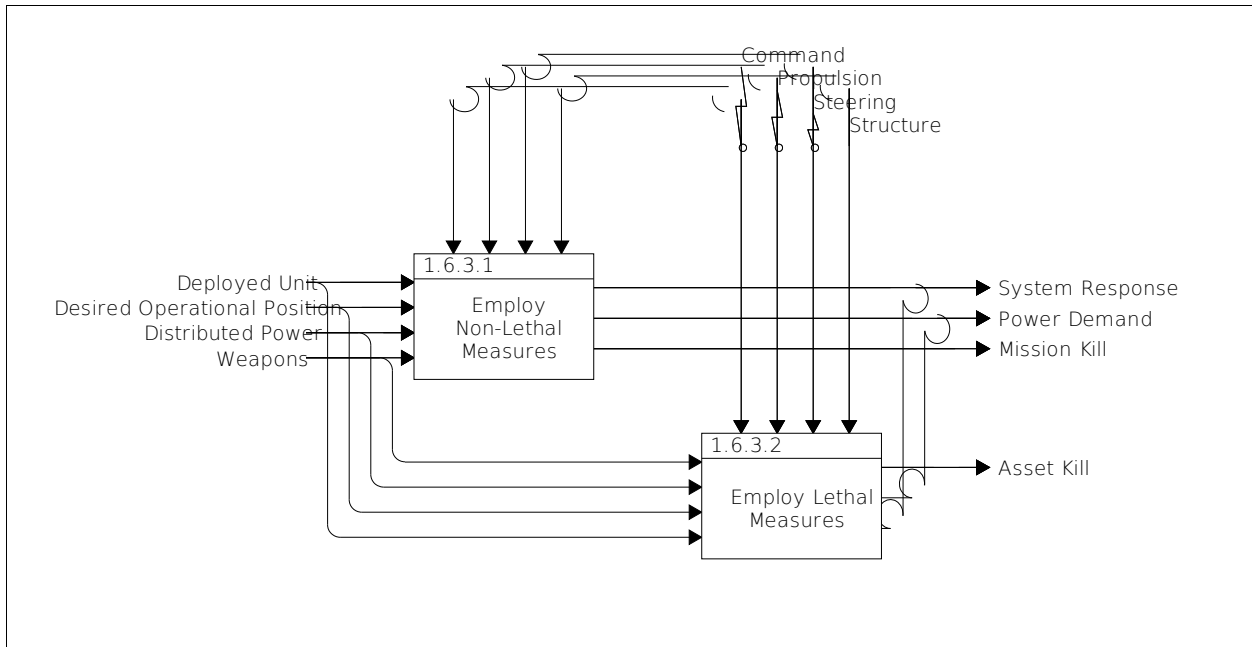 Command
Propulsion
Steering
Structure
1.6.3.1
Employ
Non-Lethal
Measures
Deployed Unit
Desired Operational Position
Distributed Power
Weapons
System Response
Power Demand
Mission Kill
1.6.3.2
Employ Lethal
Measures
Asset Kill